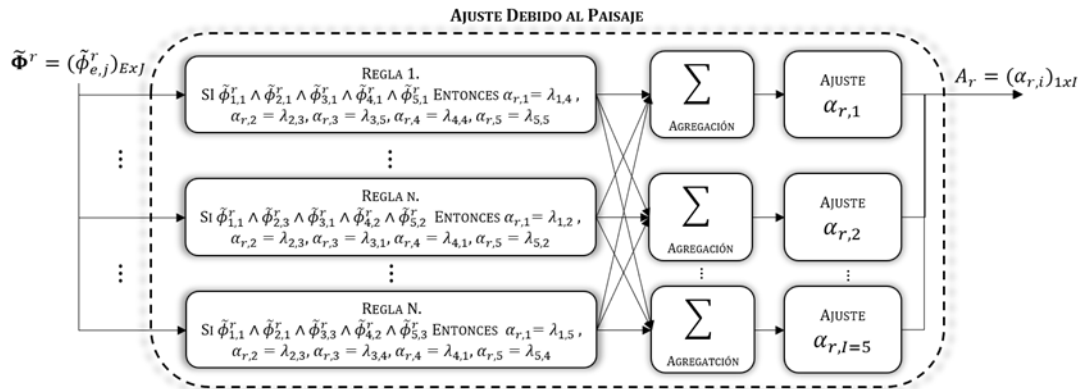 AJUSTE DEBIDO AL PAISAJE
Φ̃^r = (ϕ̃^r_{e,j})_{ExJ}
REGLA 1.
SI ϕ̃^r_{1,1} ∧ ϕ̃^r_{2,1} ∧ ϕ̃^r_{3,1} ∧ ϕ̃^r_{4,1} ∧ ϕ̃^r_{5,1} ENTONCES α_{r,1} = λ_{1,4} ,
α_{r,2} = λ_{2,3}, α_{r,3} = λ_{3,5}, α_{r,4} = λ_{4,4}, α_{r,5} = λ_{5,5}
∑
AGREGACIÓN
AJUSTE
α_{r,1}
A_r = (α_{r,i})_{1xI}
⋮
⋮
REGLA N.
SI ϕ̃^r_{1,1} ∧ ϕ̃^r_{2,3} ∧ ϕ̃^r_{3,1} ∧ ϕ̃^r_{4,2} ∧ ϕ̃^r_{5,2} ENTONCES α_{r,1} = λ_{1,2} ,
α_{r,2} = λ_{2,3}, α_{r,3} = λ_{3,1}, α_{r,4} = λ_{4,1}, α_{r,5} = λ_{5,2}
∑
AGREGACIÓN
AJUSTE
α_{r,2}
⋮
⋮
⋮
⋮
REGLA N.
SI ϕ̃^r_{1,1} ∧ ϕ̃^r_{2,1} ∧ ϕ̃^r_{3,3} ∧ ϕ̃^r_{4,2} ∧ ϕ̃^r_{5,3} ENTONCES α_{r,1} = λ_{1,5} ,
α_{r,2} = λ_{2,3}, α_{r,3} = λ_{3,4}, α_{r,4} = λ_{4,1}, α_{r,5} = λ_{5,4}
∑
AGREGATCIÓN
AJUSTE
α_{r,I=5}